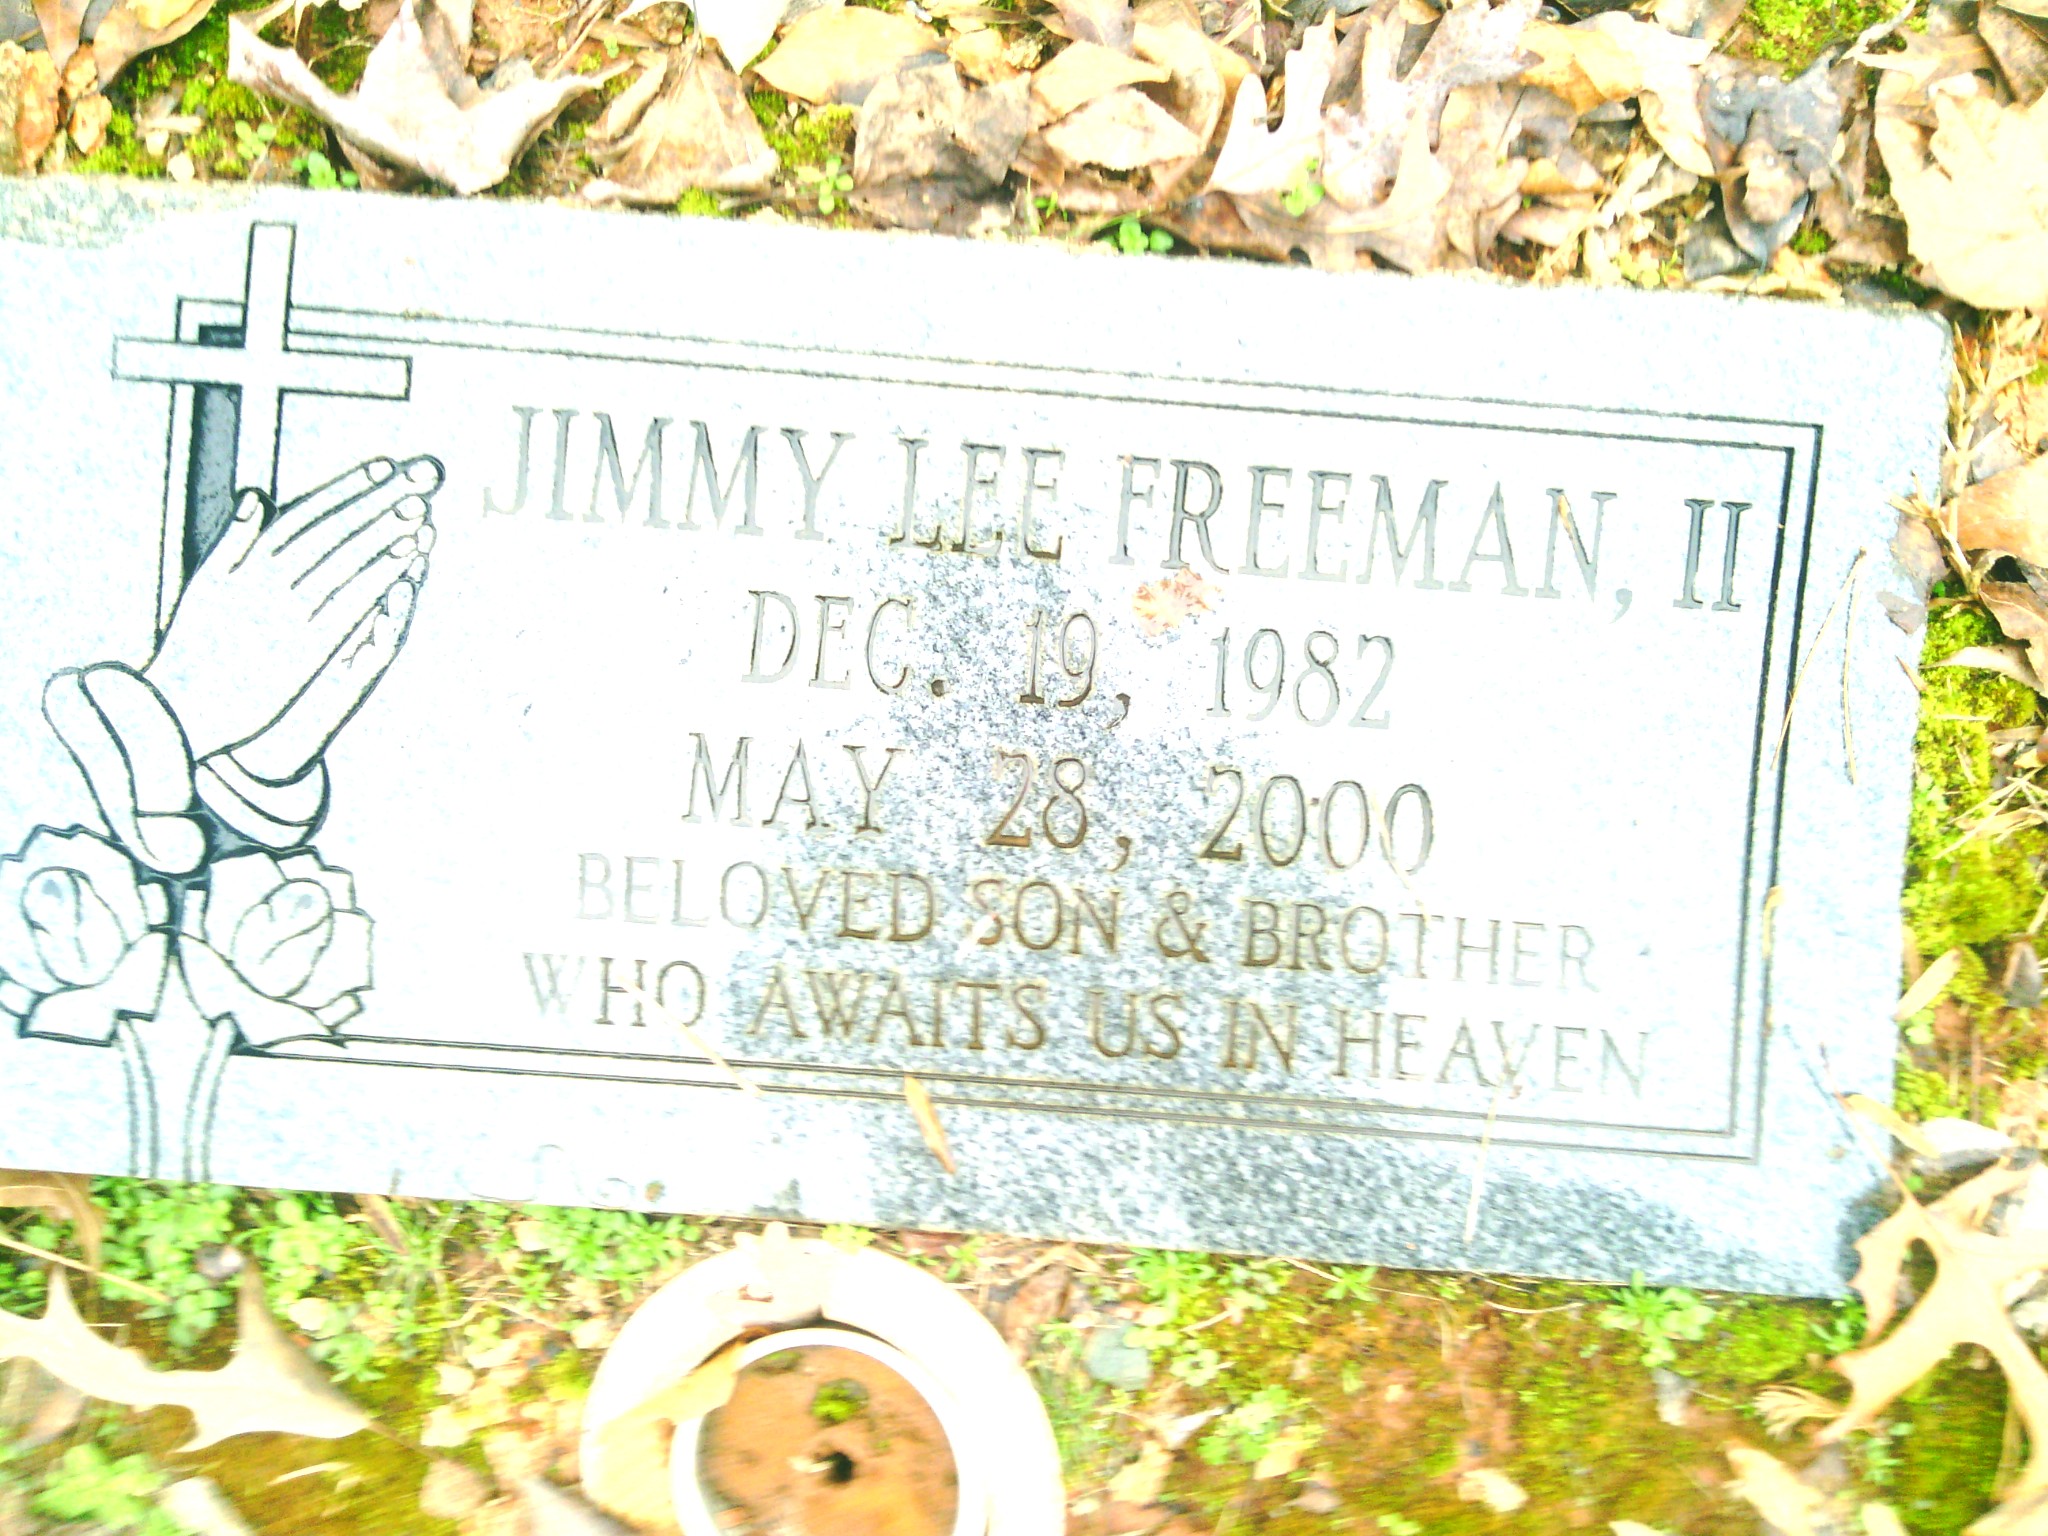 JIMMY LEE FREEMAN, II
DEC. 19, 1982
MAY 28, 2000
BELOVED SON & BROTHER
WHO AWAITS US IN HEAVEN